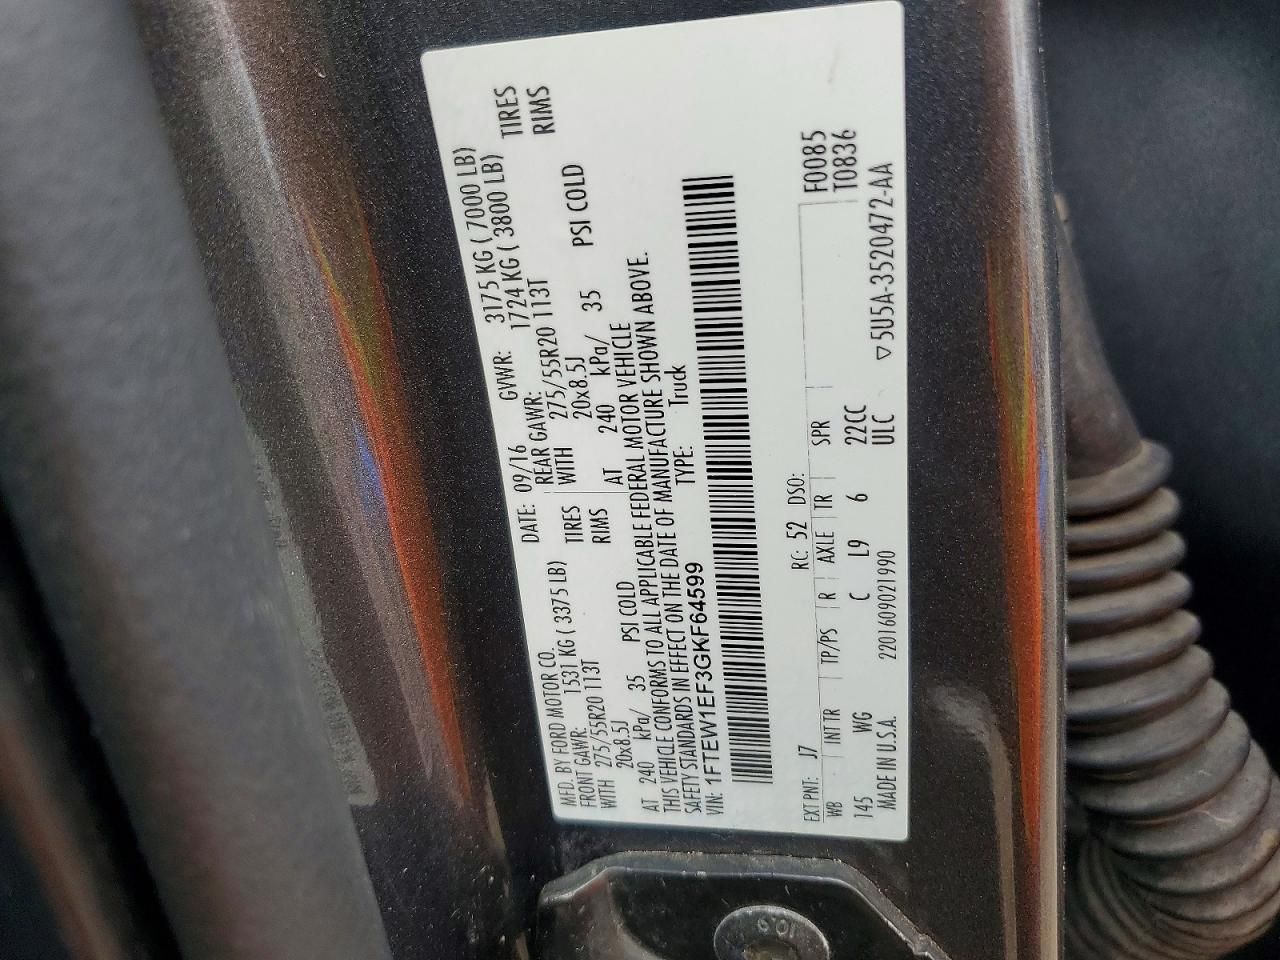 MFD. BY FORD MOTOR CO.
DATE: 09/16 GVWR: 3175 KG ( 7000 LB)
FRONT GAWR: 1531 KG ( 3375 LB) REAR GAWR: 1724 KG ( 3800 LB)
WITH 275/55R20 113T TIRES WITH 275/55R20 113T TIRES
20x8.5J RIMS 20x8.5J RIMS
AT 240 kPa/ 35 PSI COLD AT 240 kPa/ 35 PSI COLD
THIS VEHICLE CONFORMS TO ALL APPLICABLE FEDERAL MOTOR VEHICLE
SAFETY STANDARDS IN EFFECT ON THE DATE OF MANUFACTURE SHOWN ABOVE.
VIN: 1FTEW1EF3GKF64599 TYPE: Truck
EXT PNT: J7 RC: 52 DSO: F0085
WB INT TR TP/PS R AXLE TR SPR T0836
145 WG C L9 6 22CC
MADE IN U.S.A. 2201609021990 ULC ▽5U5A-3520472-AA
10.9